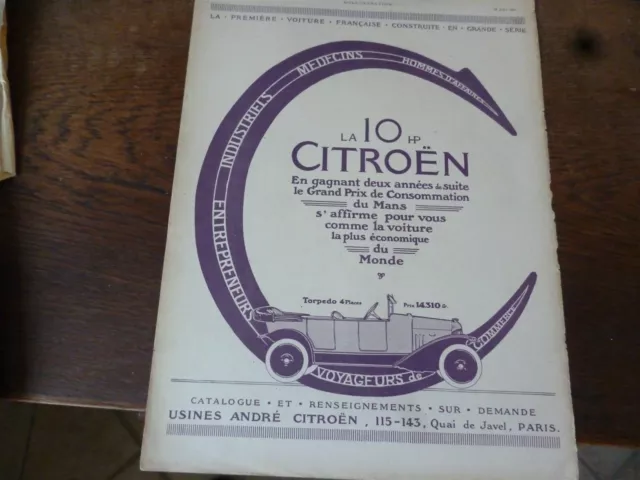 LA · PREMIÈRE · VOITURE · FRANÇAISE · CONSTRUITE · EN · GRANDE · SÉRIE
ENTREPRENEURS INDUSTRIELS MÉDECINS HOMMES D'AFFAIRES
LA 10 HP
CITROËN
En gagnant deux années de suite
le Grand Prix de Consommation
du Mans
s'affirme pour vous
comme la voiture
la plus économique
du
Monde
Torpedo 4 Places Prix 14.510 fr.
VOYAGEURS de COMMERCE
CATALOGUE · ET · RENSEIGNEMENTS · SUR · DEMANDE
USINES ANDRÉ CITROËN, 115-143, Quai de Javel, PARIS.